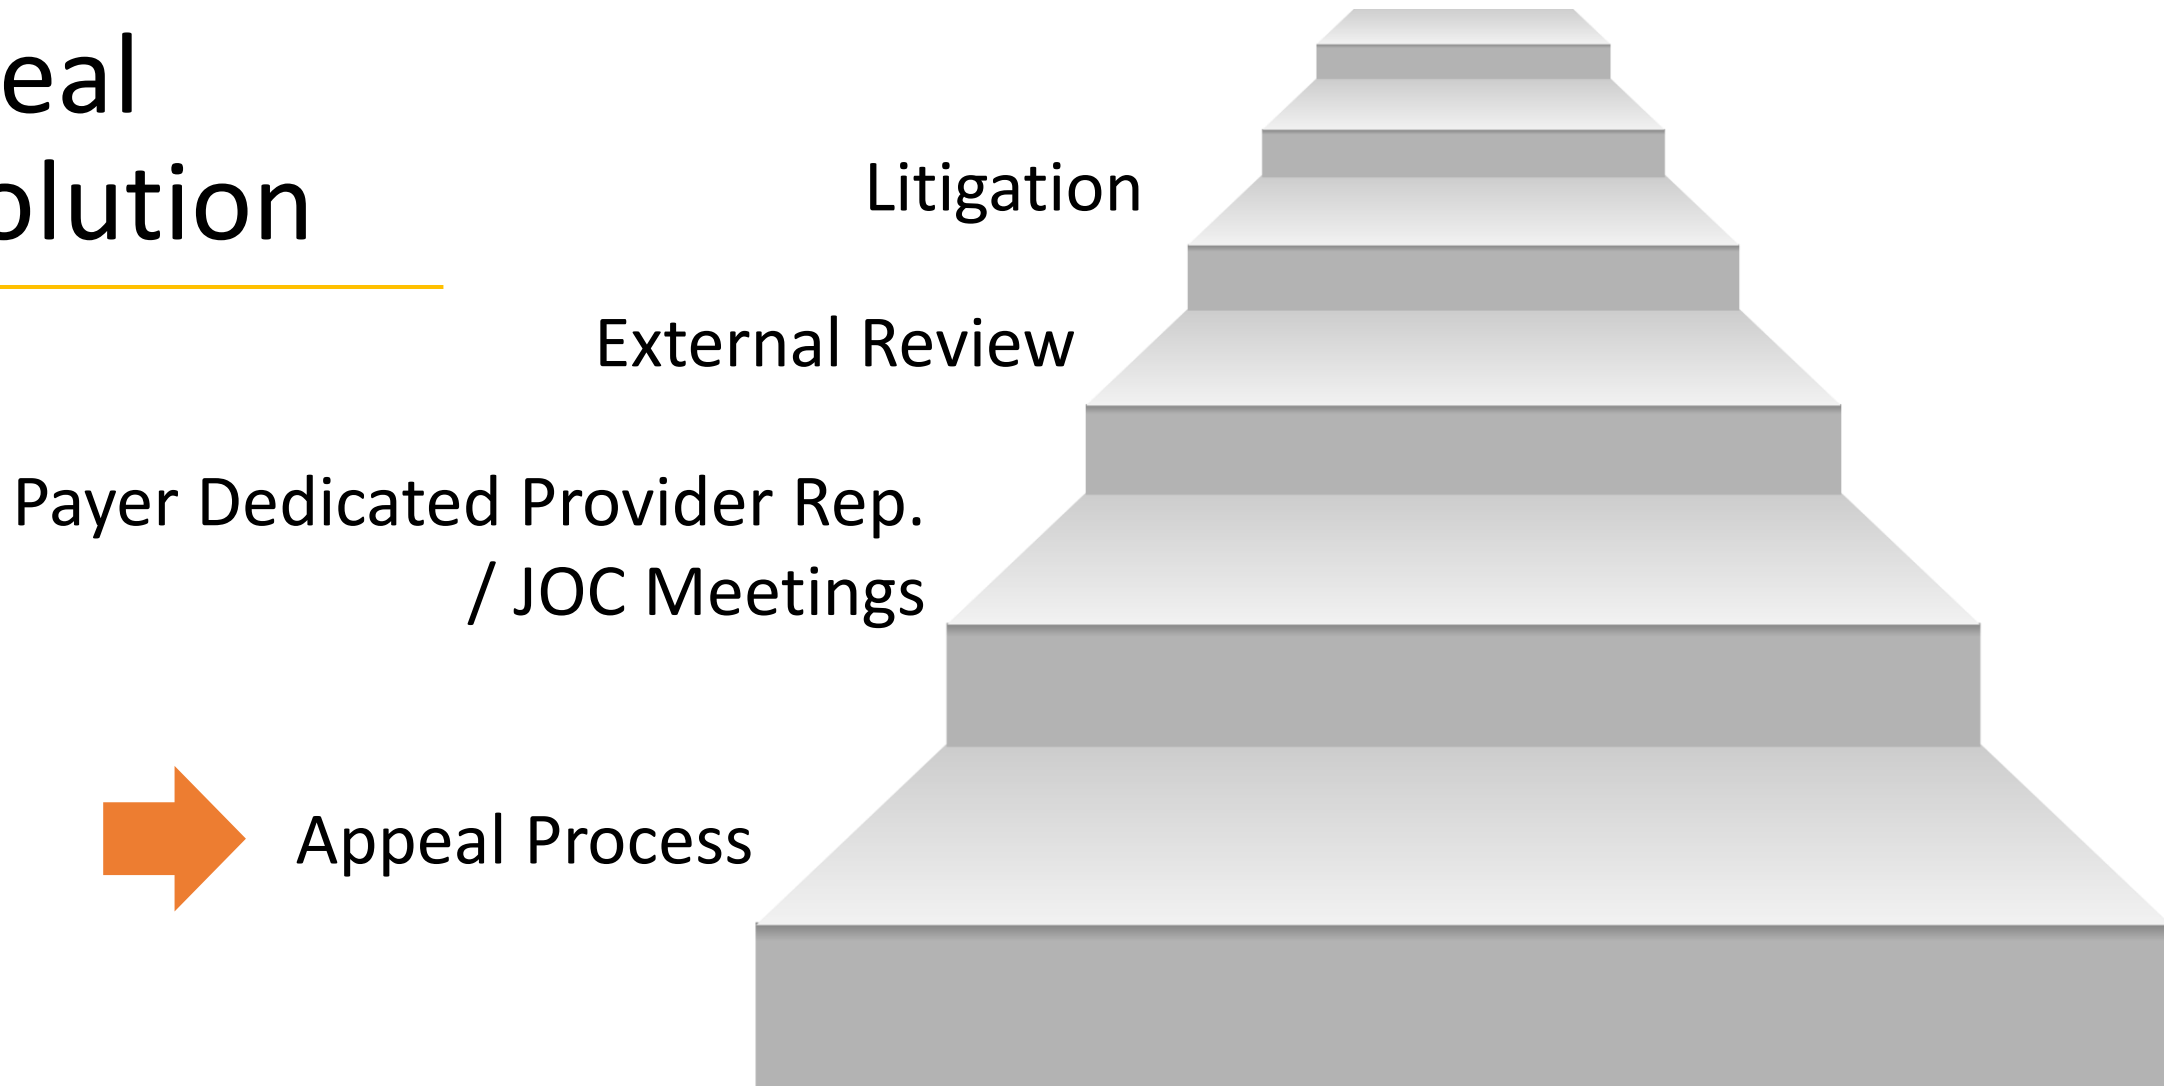 eal
olution
Litigation
External Review
Payer Dedicated Provider Rep.
/ JOC Meetings
Appeal Process